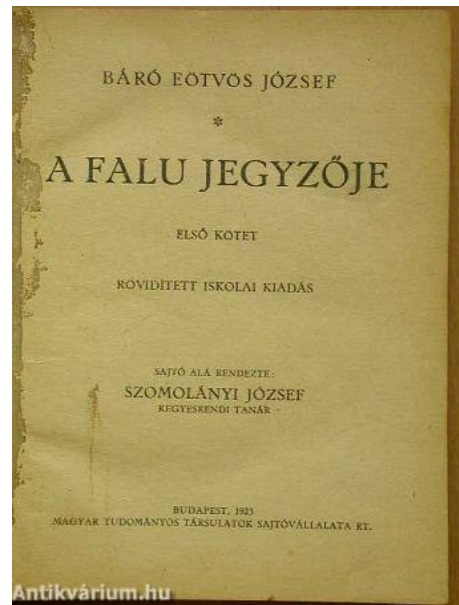 BÁRÓ EÖTVÖS JÓZSEF
*
A FALU JEGYZŐJE
ELSŐ KÖTET
RÖVIDÍTETT ISKOLAI KIADÁS
SAJTÓ ALÁ RENDEZTE:
SZOMOLÁNYI JÓZSEF
KEGYESRENDI TANÁR
BUDAPEST, 1925
MAGYAR TUDOMÁNYOS TÁRSULATOK SAJTÓVÁLLALATA RT.
Antikvárium.hu